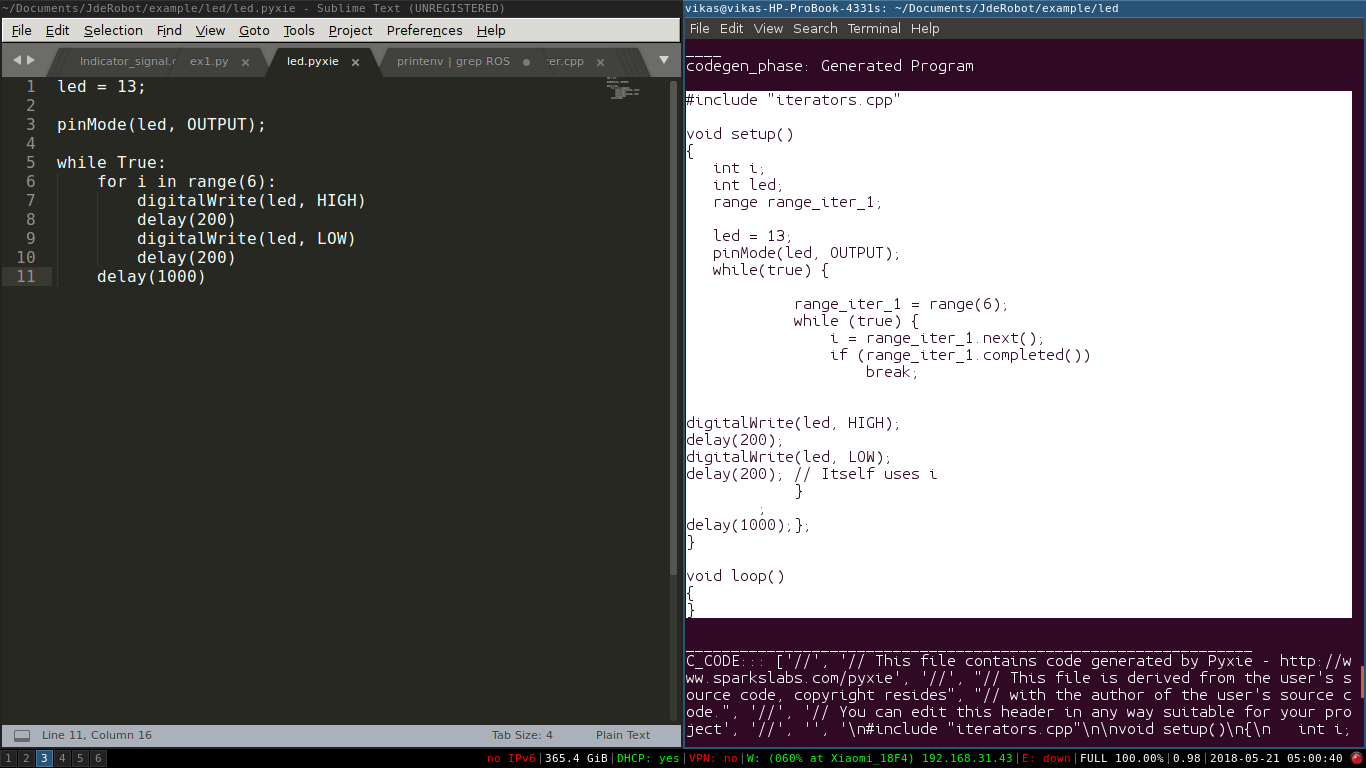 ~/Documents/JdeRobot/example/led/led.pyxie - Sublime Text (UNREGISTERED)
File Edit Selection Find View Goto Tools Project Preferences Help
Indicator_signal.c ex1.py × led.pyxie × printenv | grep ROS rer.cpp ×
1 led = 13;
2
3 pinMode(led, OUTPUT);
4
5 while True:
6     for i in range(6):
7         digitalWrite(led, HIGH)
8         delay(200)
9         digitalWrite(led, LOW)
10         delay(200)
11     delay(1000)
Line 11, Column 16 Tab Size: 4 Plain Text
vikas@vikas-HP-ProBook-4331s: ~/Documents/JdeRobot/example/led
File Edit View Search Terminal Help
____
codegen_phase: Generated Program
#include "iterators.cpp"
void setup()
{
   int i;
   int led;
   range range_iter_1;
   led = 13;
   pinMode(led, OUTPUT);
   while(true) {
            range_iter_1 = range(6);
            while (true) {
                i = range_iter_1.next();
                if (range_iter_1.completed())
                    break;
digitalWrite(led, HIGH);
delay(200);
digitalWrite(led, LOW);
delay(200); // Itself uses i
            }
        ;
delay(1000);};
}
void loop()
{
}
_______________________________________________________________
C_CODE::: ['//', '// This file contains code generated by Pyxie - http://w
ww.sparkslabs.com/pyxie', '//', "// This file is derived from the user's s
ource code, copyright resides", "// with the author of the user's source c
ode.", '//', '// You can edit this header in any way suitable for your pro
ject', '//', '', '\n#include "iterators.cpp"\n\nvoid setup()\n{\n   int i;
1 2 3 4 5 6 no IPv6|365.4 GiB|DHCP: yes|VPN: no|W: (060% at Xiaomi_18F4) 192.168.31.43|E: down|FULL 100.00%|0.98|2018-05-21 05:00:40